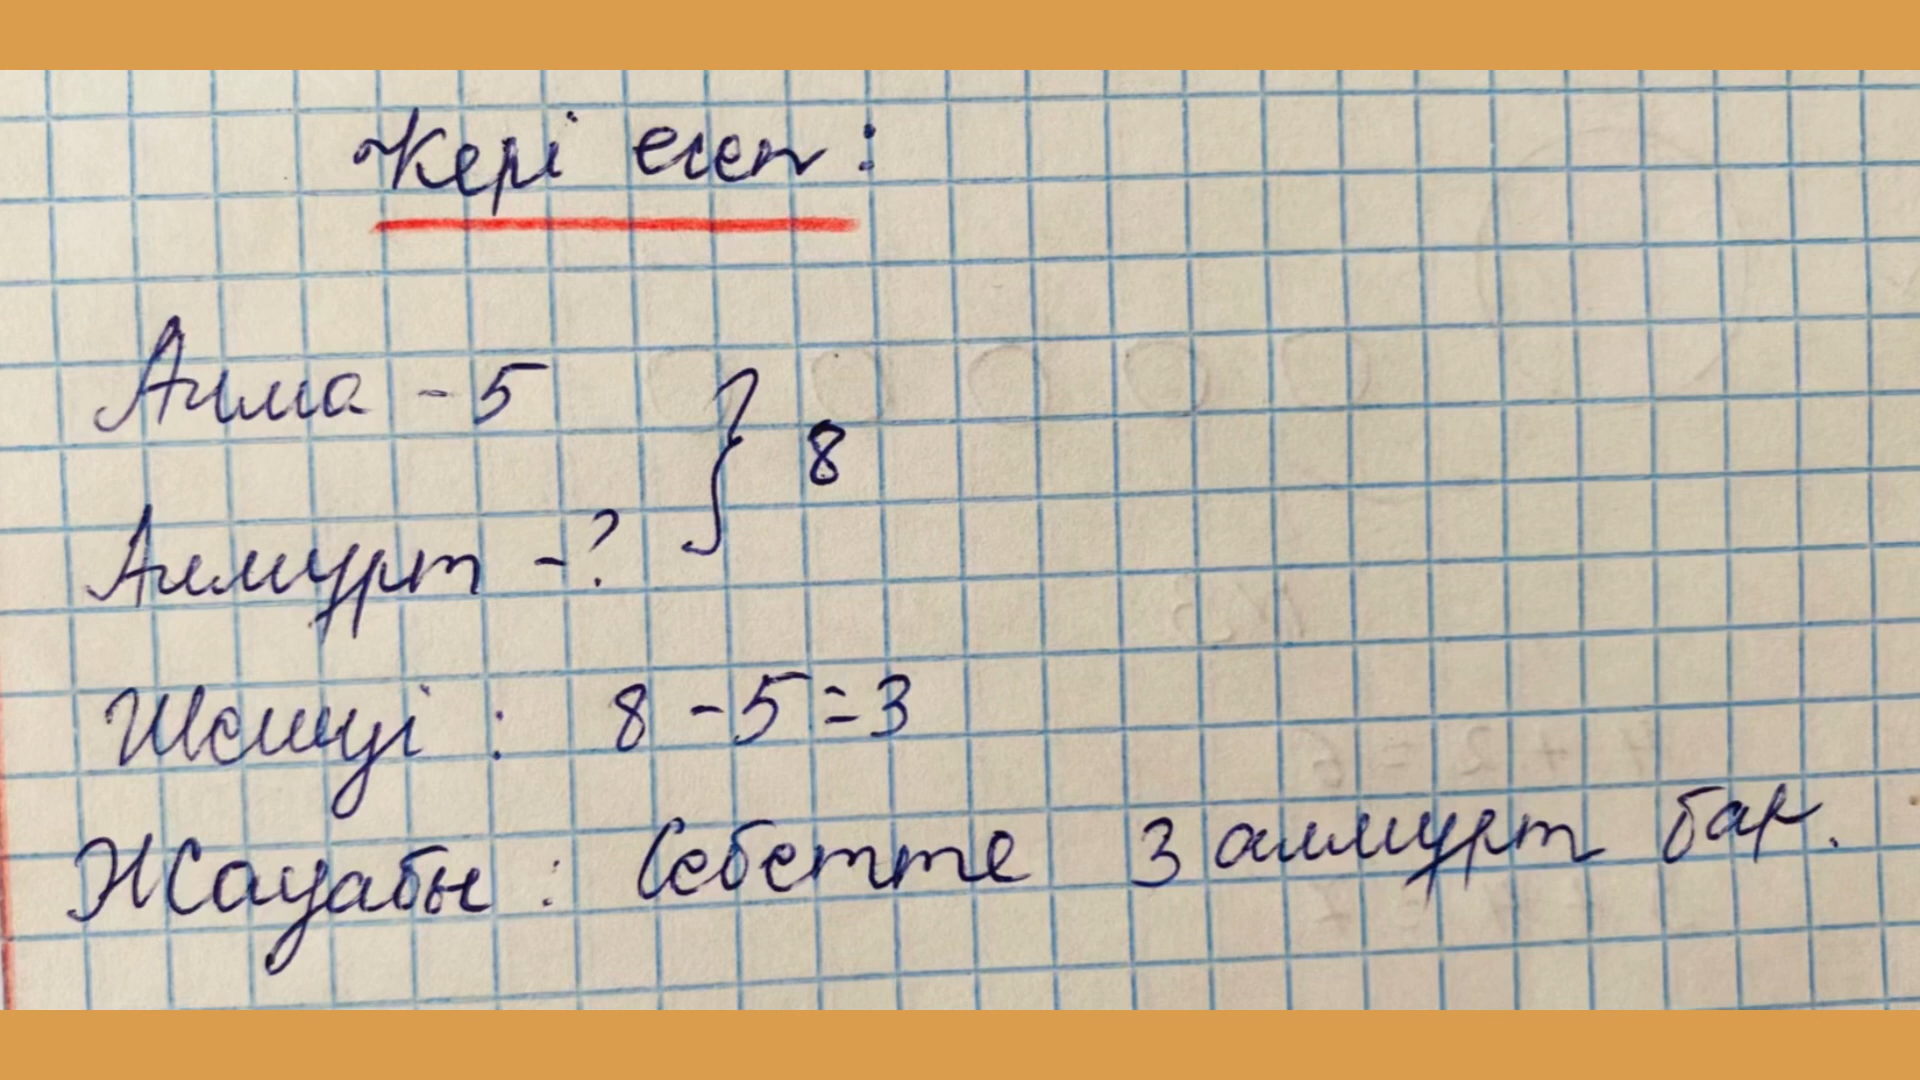 Кері есеп:
Алма - 5
} 8
Алмұрт - ?
Шешуі : 8 - 5 = 3
Жауабы : Себетте 3 алмұрт бар.